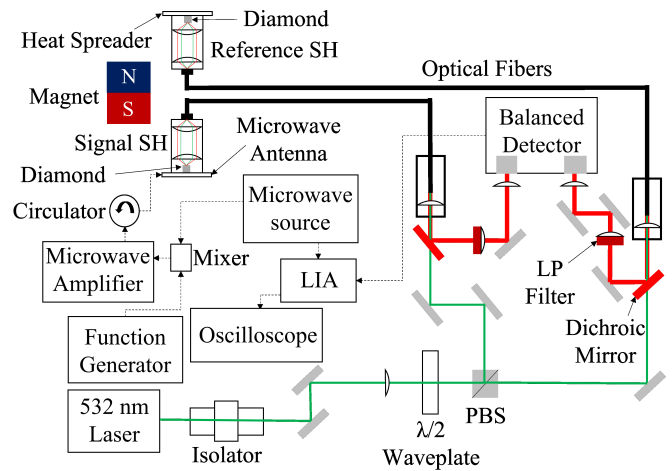 Diamond
Heat Spreader
Reference SH
N
Magnet
S
Optical Fibers
Signal SH
Microwave
Antenna
Balanced
Detector
Diamond
Circulator
Microwave
source
Microwave
Amplifier
Mixer
LIA
LP
Filter
Function
Generator
Oscilloscope
Dichroic
Mirror
532 nm
Laser
Isolator
λ/2
Waveplate
PBS